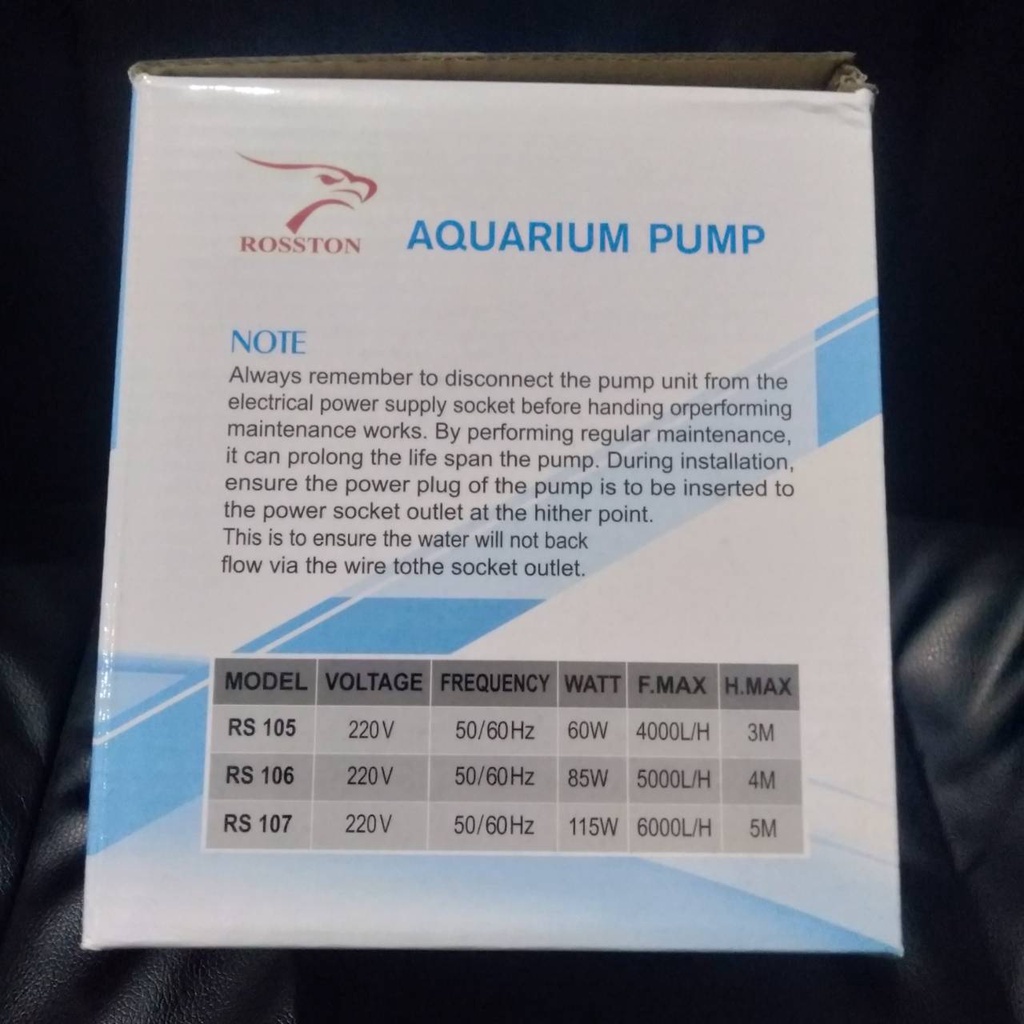 ROSSTON
AQUARIUM PUMP
NOTE
Always remember to disconnect the pump unit from the
electrical power supply socket before handing orperforming
maintenance works. By performing regular maintenance,
it can prolong the life span the pump. During installation,
ensure the power plug of the pump is to be inserted to
the power socket outlet at the hither point.
This is to ensure the water will not back
flow via the wire tothe socket outlet.
MODEL VOLTAGE FREQUENCY WATT F.MAX H.MAX
RS 105 220V 50/60Hz 60W 4000L/H 3M
RS 106 220V 50/60Hz 85W 5000L/H 4M
RS 107 220V 50/60Hz 115W 6000L/H 5M